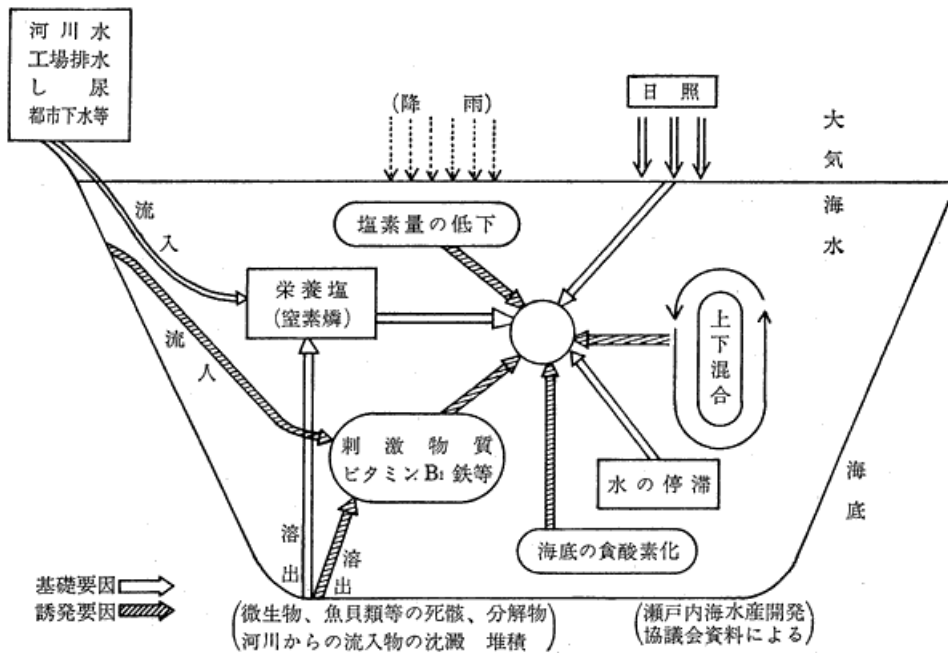 河川水
工場排水
し尿
都市下水等
(降雨)
日照
大気
海水
流入
塩素量の低下
栄養塩
(窒素燐)
流人
上下混合
刺激物質
ビタミンB₁鉄等
水の停滞
海底
溶出
溶出
海底の貪酸素化
基礎要因
誘発要因
(微生物、魚貝類等の死骸、分解物
河川からの流入物の沈澱 堆積)
(瀬戸内海水産開発
協議会資料による)